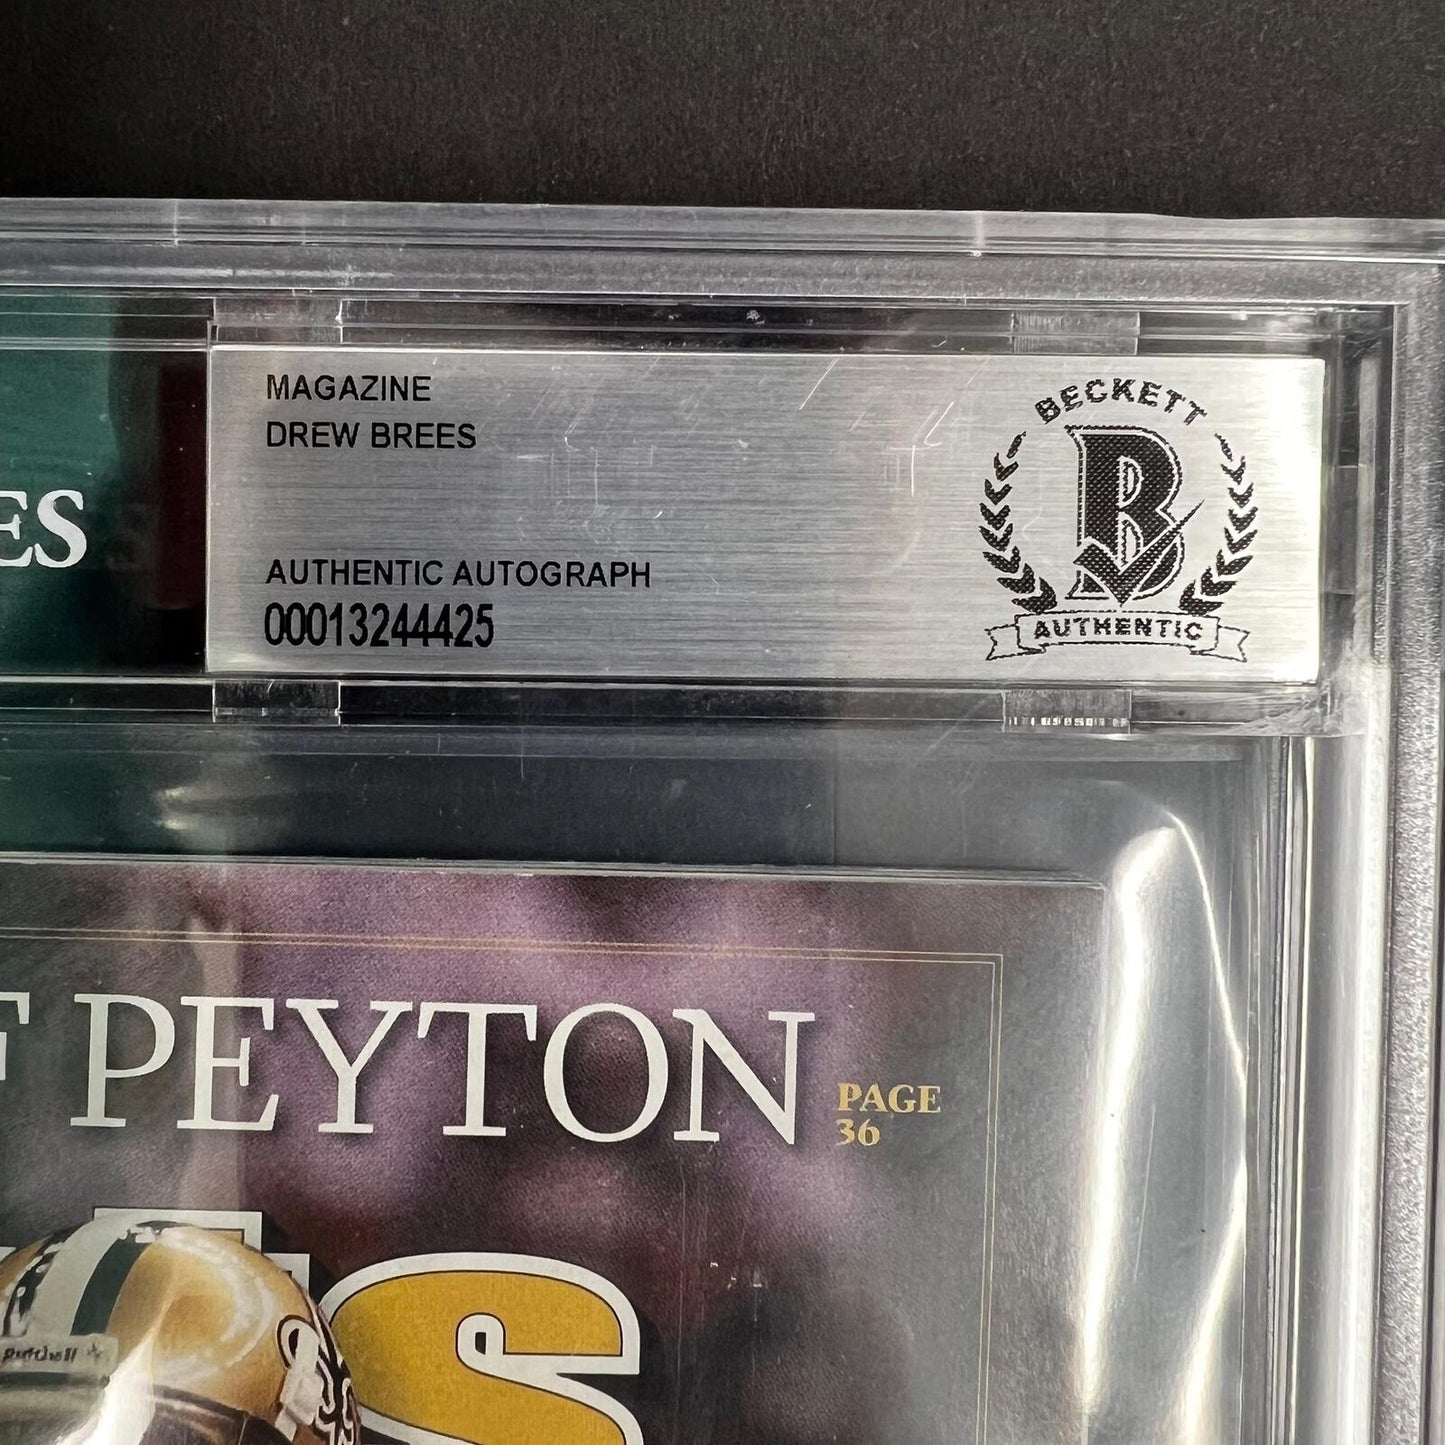 MAGAZINE
DREW BREES
AUTHENTIC AUTOGRAPH
00013244425
BECKETT
B
AUTHENTIC
ES
F PEYTON
PAGE
36
S